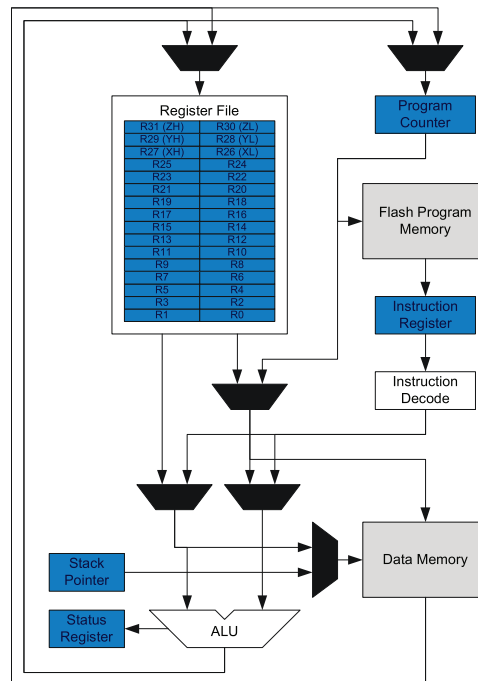 Register File
R31 (ZH) R30 (ZL)
R29 (YH) R28 (YL)
R27 (XH) R26 (XL)
R25 R24
R23 R22
R21 R20
R19 R18
R17 R16
R15 R14
R13 R12
R11 R10
R9 R8
R7 R6
R5 R4
R3 R2
R1 R0
Program
Counter
Flash Program
Memory
Instruction
Register
Instruction
Decode
Data Memory
Stack
Pointer
Status
Register
ALU